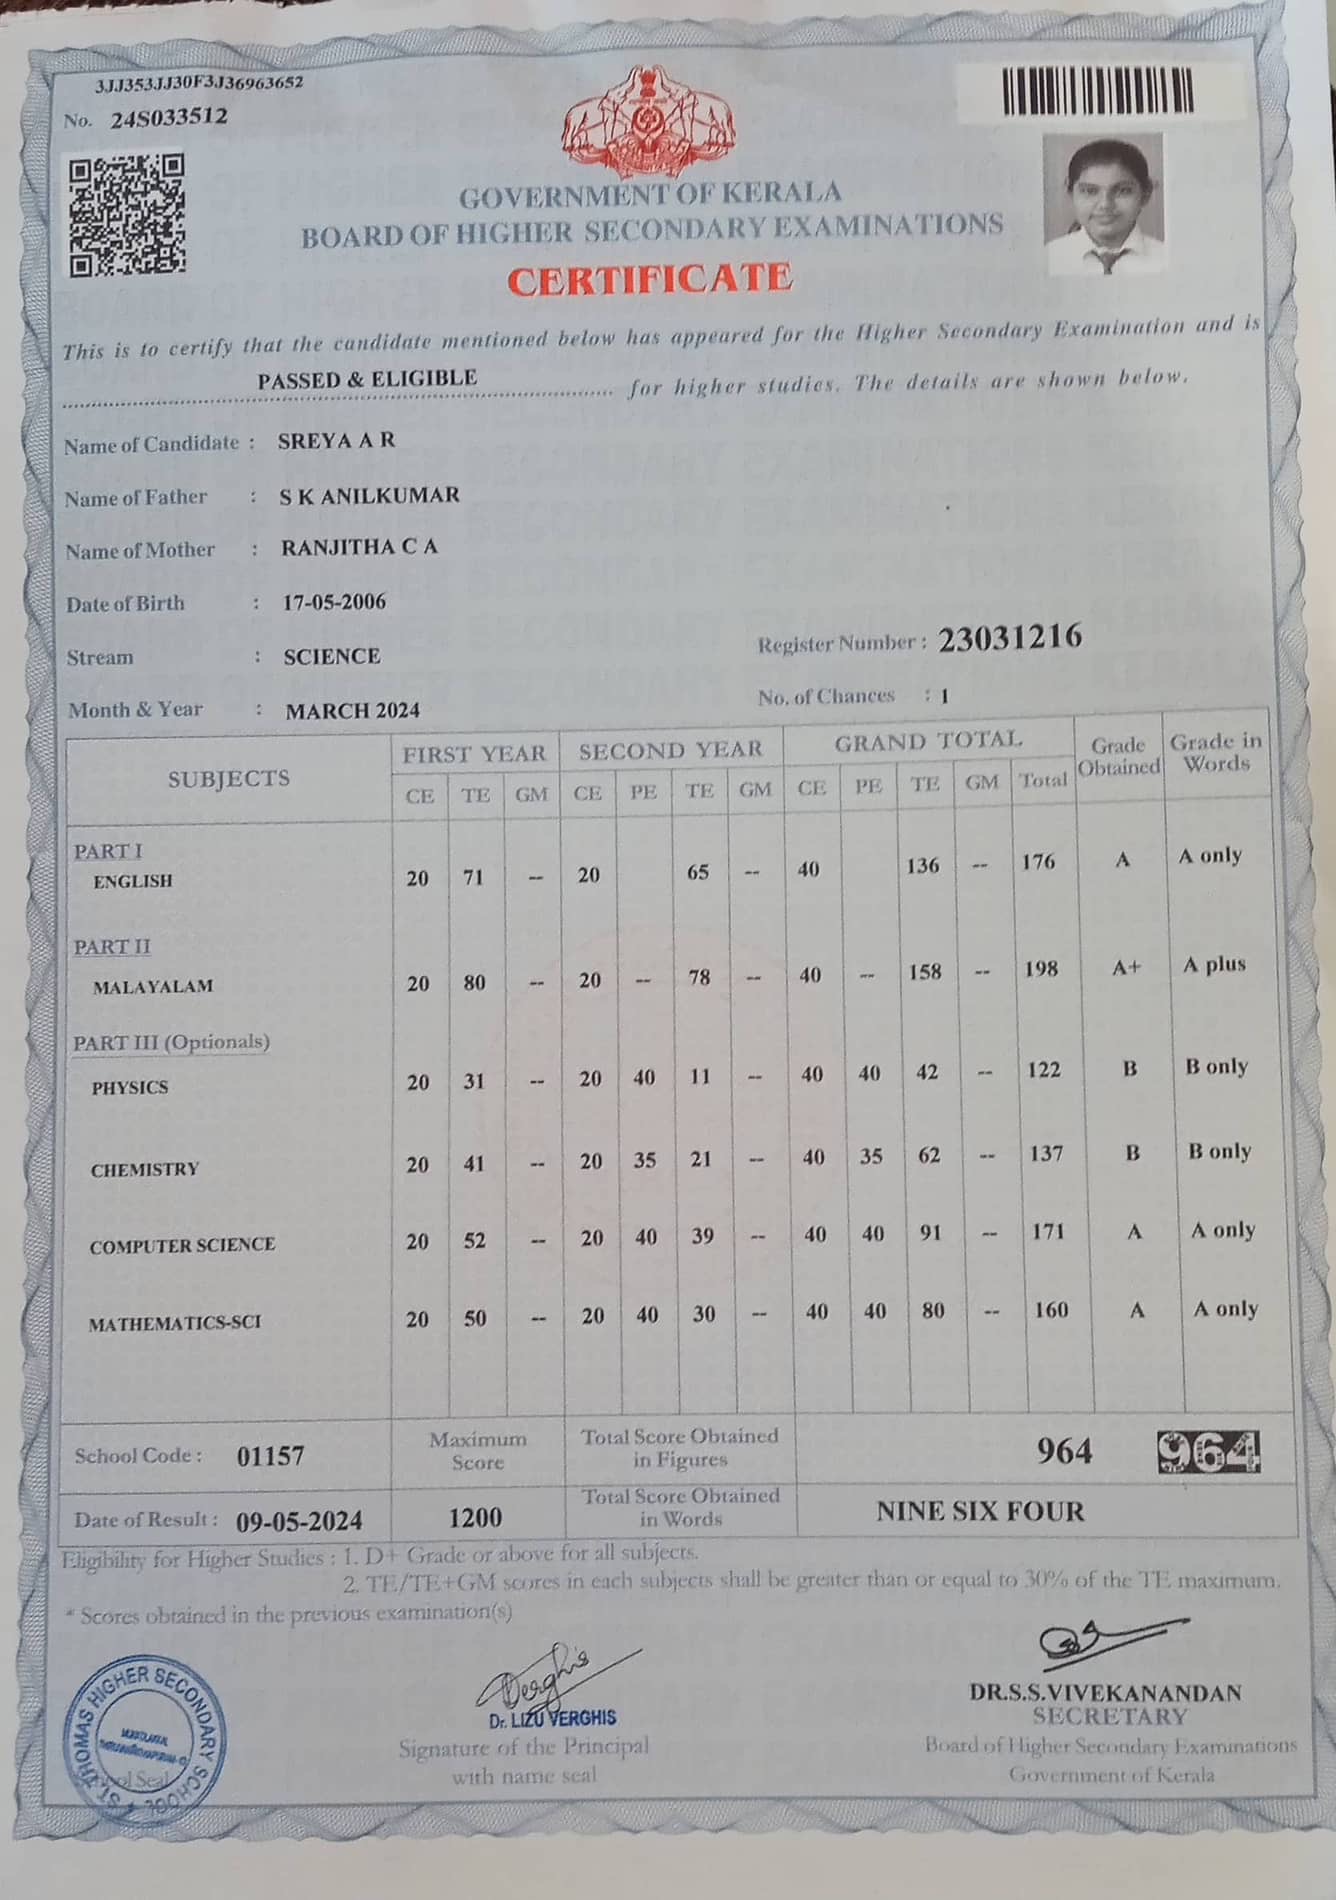 3JJ353JJ30F3J36963652
No. 24S033512
GOVERNMENT OF KERALA
BOARD OF HIGHER SECONDARY EXAMINATIONS
CERTIFICATE
This is to certify that the candidate mentioned below has appeared for the Higher Secondary Examination and is
PASSED & ELIGIBLE for higher studies. The details are shown below.
Name of Candidate : SREYA A R
Name of Father : S K ANILKUMAR
Name of Mother : RANJITHA C A
Date of Birth : 17-05-2006
Stream : SCIENCE
Register Number : 23031216
Month & Year : MARCH 2024
No. of Chances : 1
SUBJECTS FIRST YEAR SECOND YEAR GRAND TOTAL Grade Obtained Grade in Words
CE TE GM CE PE TE GM CE PE TE GM Total
PART I
ENGLISH 20 71 -- 20 65 -- 40 136 -- 176 A A only
PART II
MALAYALAM 20 80 -- 20 -- 78 -- 40 -- 158 -- 198 A+ A plus
PART III (Optionals)
PHYSICS 20 31 -- 20 40 11 -- 40 40 42 -- 122 B B only
CHEMISTRY 20 41 -- 20 35 21 -- 40 35 62 -- 137 B B only
COMPUTER SCIENCE 20 52 -- 20 40 39 -- 40 40 91 -- 171 A A only
MATHEMATICS-SCI 20 50 -- 20 40 30 -- 40 40 80 -- 160 A A only
School Code : 01157 Maximum Score Total Score Obtained in Figures 964 964
Date of Result : 09-05-2024 1200 Total Score Obtained in Words NINE SIX FOUR
Eligibility for Higher Studies : 1. D+ Grade or above for all subjects.
2. TE/TE+GM scores in each subjects shall be greater than or equal to 30% of the TE maximum.
* Scores obtained in the previous examination(s)
ST THOMAS HIGHER SECONDARY SCHOOL
School Seal
Verghis
Dr. LIZU VERGHIS
Signature of the Principal
with name seal
DR.S.S.VIVEKANANDAN
SECRETARY
Board of Higher Secondary Examinations
Government of Kerala